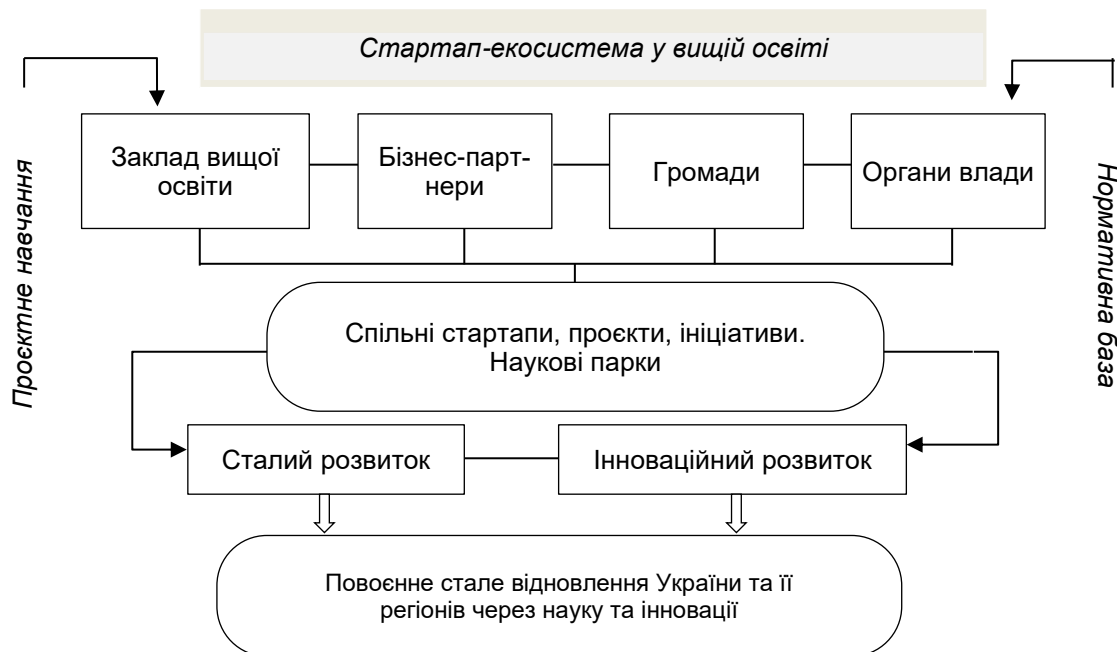 Стартап-екосистема у вищій освіті
Проєктне навчання
Заклад вищої
освіти
Бізнес-парт-
нери
Громади
Органи влади
Нормативна база
Спільні стартапи, проєкти, ініціативи.
Наукові парки
Сталий розвиток
Інноваційний розвиток
Повоєнне стале відновлення України та її
регіонів через науку та інновації